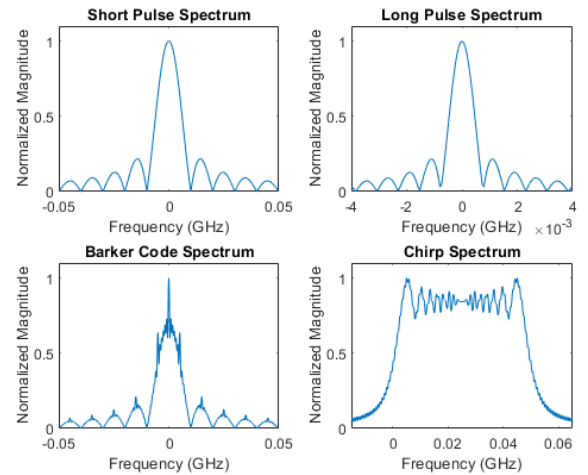 Short Pulse Spectrum
Normalized Magnitude
1
0.5
0
-0.05
0
0.05
Frequency (GHz)
Long Pulse Spectrum
Normalized Magnitude
1
0.5
0
-4
-2
0
2
4
Frequency (GHz)
×10-3
Barker Code Spectrum
Normalized Magnitude
1
0.5
0
-0.05
0
0.05
Frequency (GHz)
Chirp Spectrum
Normalized Magnitude
1
0.5
0
0
0.02
0.04
0.06
Frequency (GHz)